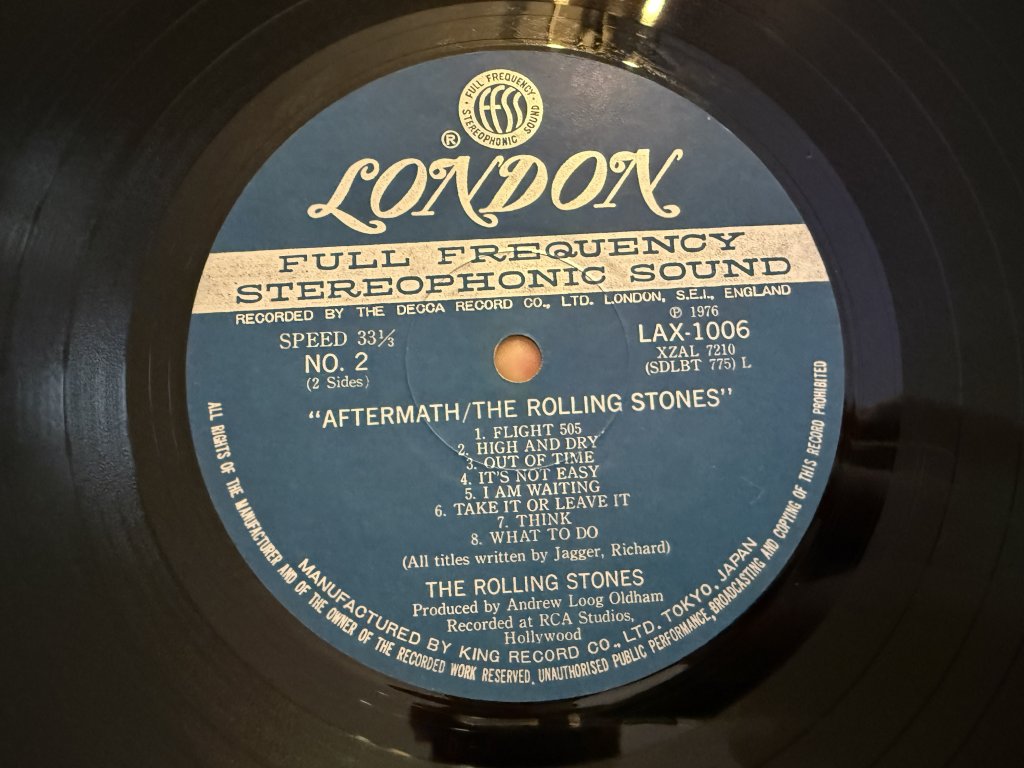 FULL FREQUENCY
ffss
STEREOPHONIC SOUND
®
LONDON
FULL FREQUENCY
STEREOPHONIC SOUND
RECORDED BY THE DECCA RECORD CO., LTD. LONDON, S.E.I., ENGLAND
SPEED 33⅓
NO. 2
(2 Sides)
℗ 1976
LAX-1006
XZAL 7210
(SDLBT 775) L
"AFTERMATH/THE ROLLING STONES"
1. FLIGHT 505
2. HIGH AND DRY
3. OUT OF TIME
4. IT'S NOT EASY
5. I AM WAITING
6. TAKE IT OR LEAVE IT
7. THINK
8. WHAT TO DO
(All titles written by Jagger, Richard)
THE ROLLING STONES
Produced by Andrew Loog Oldham
Recorded at RCA Studios,
Hollywood
MANUFACTURED BY KING RECORD CO., LTD. TOKYO, JAPAN
ALL RIGHTS OF THE MANUFACTURER AND OF THE OWNER OF THE RECORDED WORK RESERVED. UNAUTHORISED PUBLIC PERFORMANCE, BROADCASTING AND COPYING OF THIS RECORD PROHIBITED